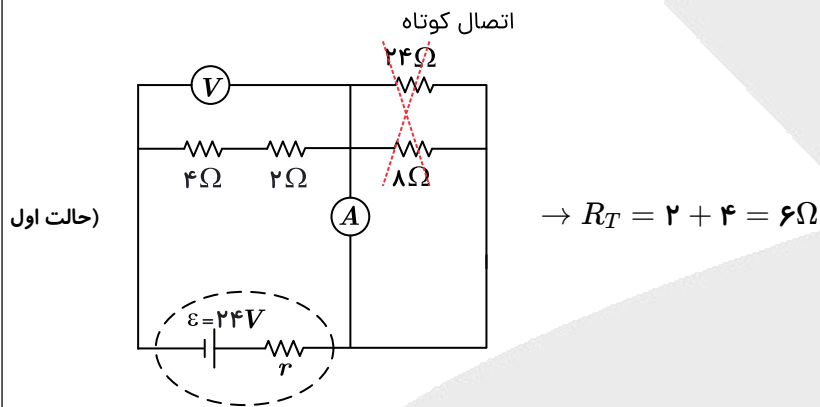 اتصال کوتاه
۲۴Ω
V
۴Ω
۲Ω
۸Ω
حالت اول)
A
→ R_T = ۲ + ۴ = ۶Ω
ε=۲۴V
r